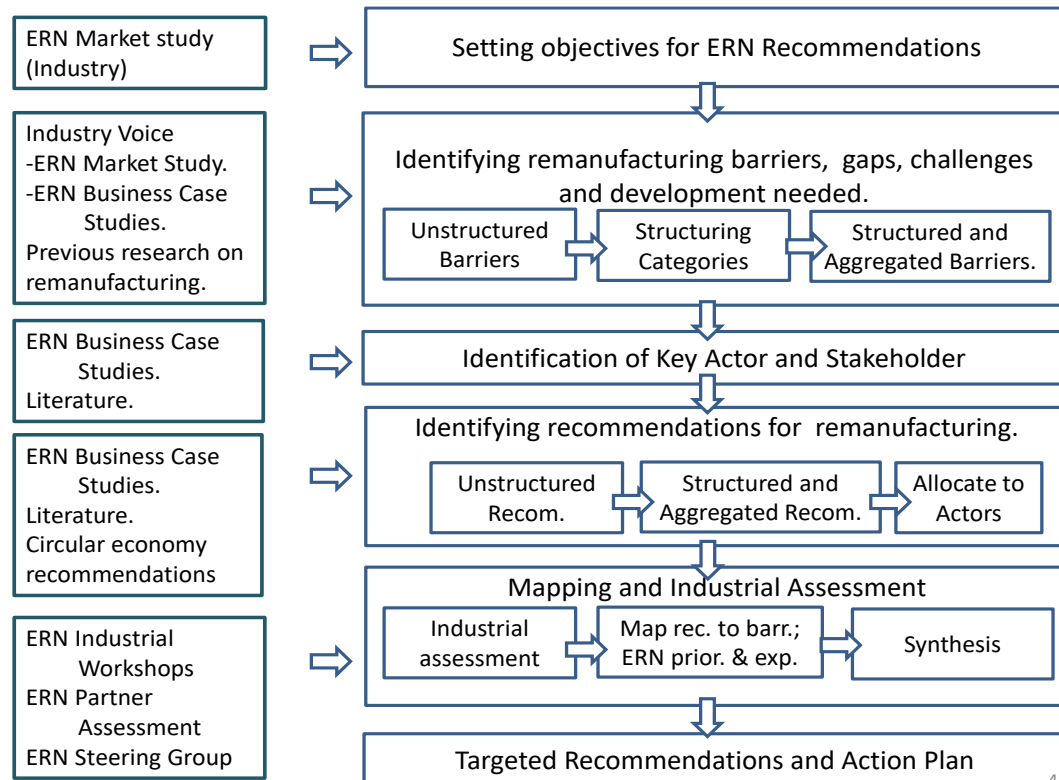 ERN Market study
(Industry)
Setting objectives for ERN Recommendations
Industry Voice
-ERN Market Study.
-ERN Business Case
Studies.
Previous research on
remanufacturing.
Identifying remanufacturing barriers, gaps, challenges
and development needed.
Unstructured
Barriers
Structuring
Categories
Structured and
Aggregated Barriers.
ERN Business Case
Studies.
Literature.
Identification of Key Actor and Stakeholder
ERN Business Case
Studies.
Literature.
Circular economy
recommendations
Identifying recommendations for remanufacturing.
Unstructured
Recom.
Structured and
Aggregated Recom.
Allocate to
Actors
ERN Industrial
Workshops
ERN Partner
Assessment
ERN Steering Group
Mapping and Industrial Assessment
Industrial
assessment
Map rec. to barr.;
ERN prior. & exp.
Synthesis
Targeted Recommendations and Action Plan